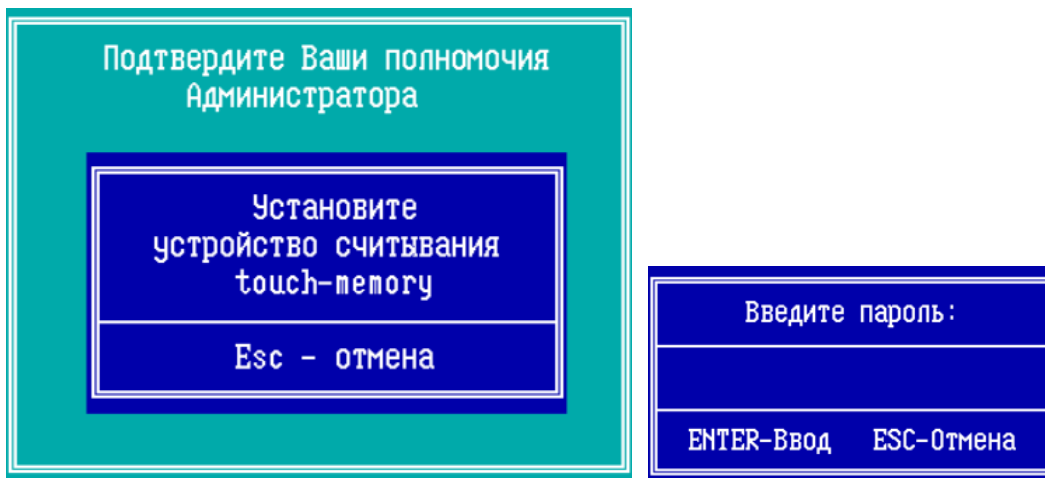 Подтвердите Ваши полномочия
Администратора
Установите
устройство считывания
touch-memory
Esc - отмена
Введите пароль:
ENTER-Ввод ESC-Отмена